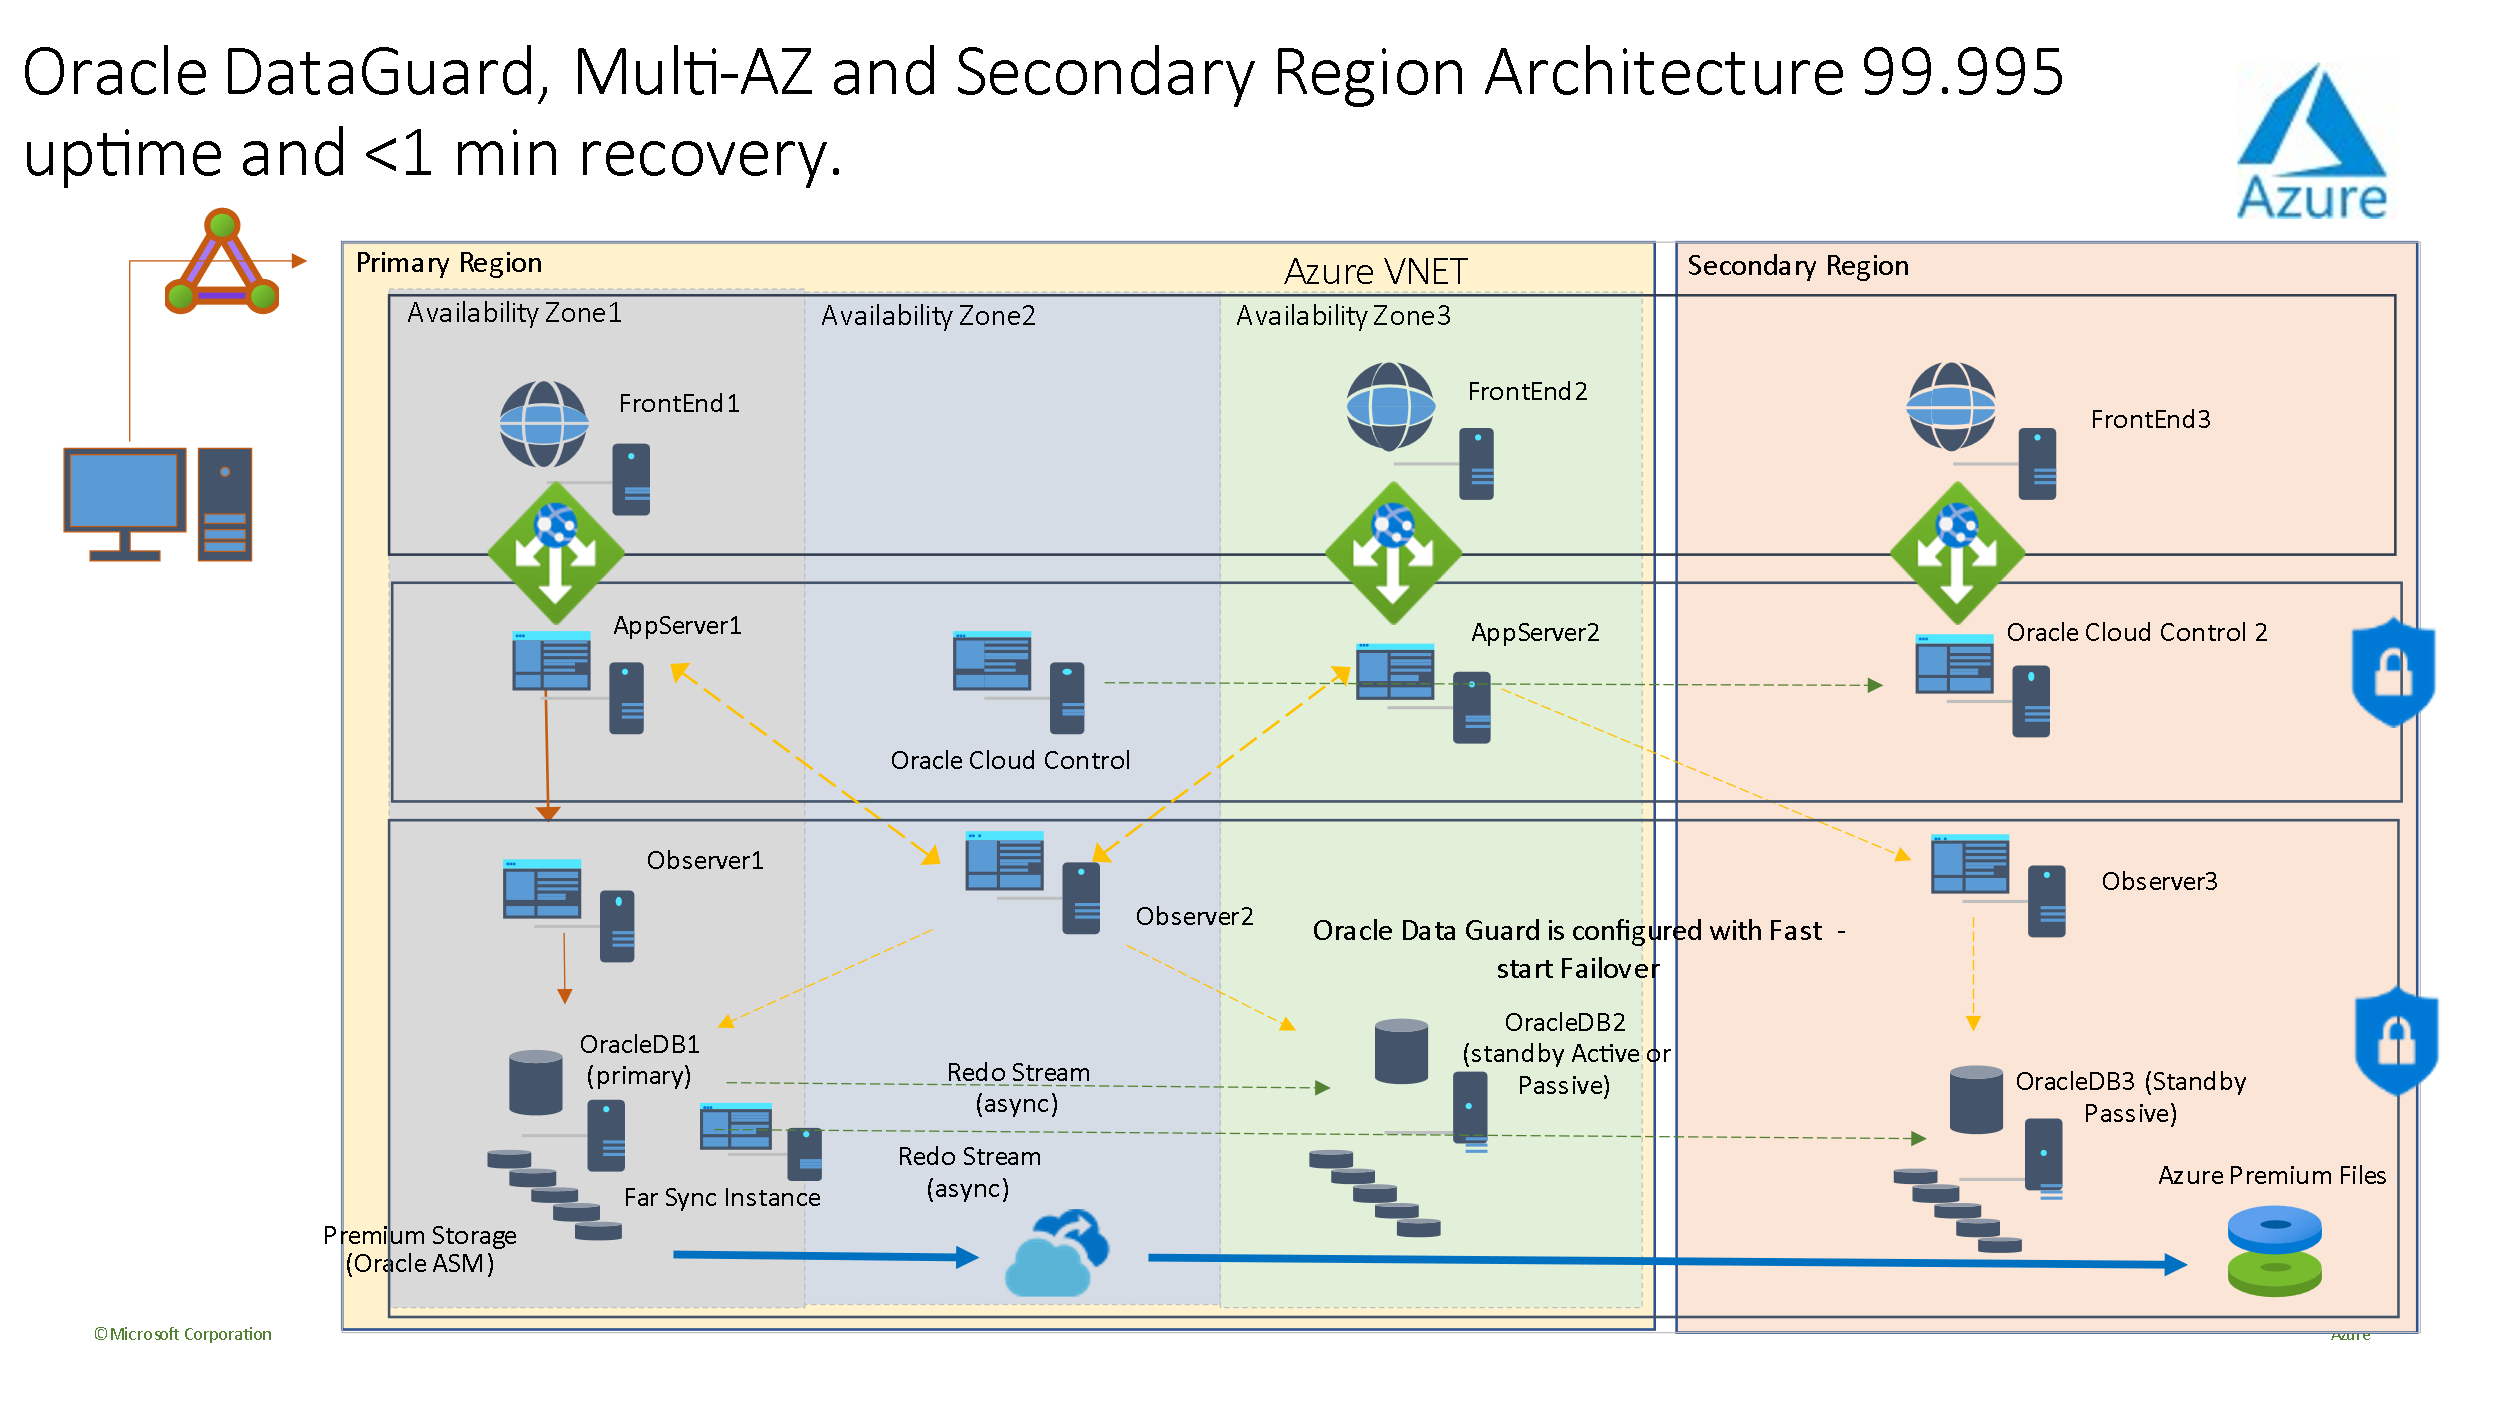 Oracle DataGuard, Multi-AZ and Secondary Region Architecture 99.995
uptime and <1 min recovery.
Azure
Primary Region
Azure VNET
Secondary Region
Availability Zone1
Availability Zone2
Availability Zone3
FrontEnd1
FrontEnd2
FrontEnd3
AppServer1
AppServer2
Oracle Cloud Control 2
Oracle Cloud Control
Observer1
Observer2
Observer3
Oracle Data Guard is configured with Fast -
start Failover
OracleDB1
(primary)
Redo Stream
(async)
OracleDB2
(standby Active or
Passive)
OracleDB3 (Standby
Passive)
Redo Stream
(async)
Far Sync Instance
Azure Premium Files
Premium Storage
(Oracle ASM)
©Microsoft Corporation
Azure